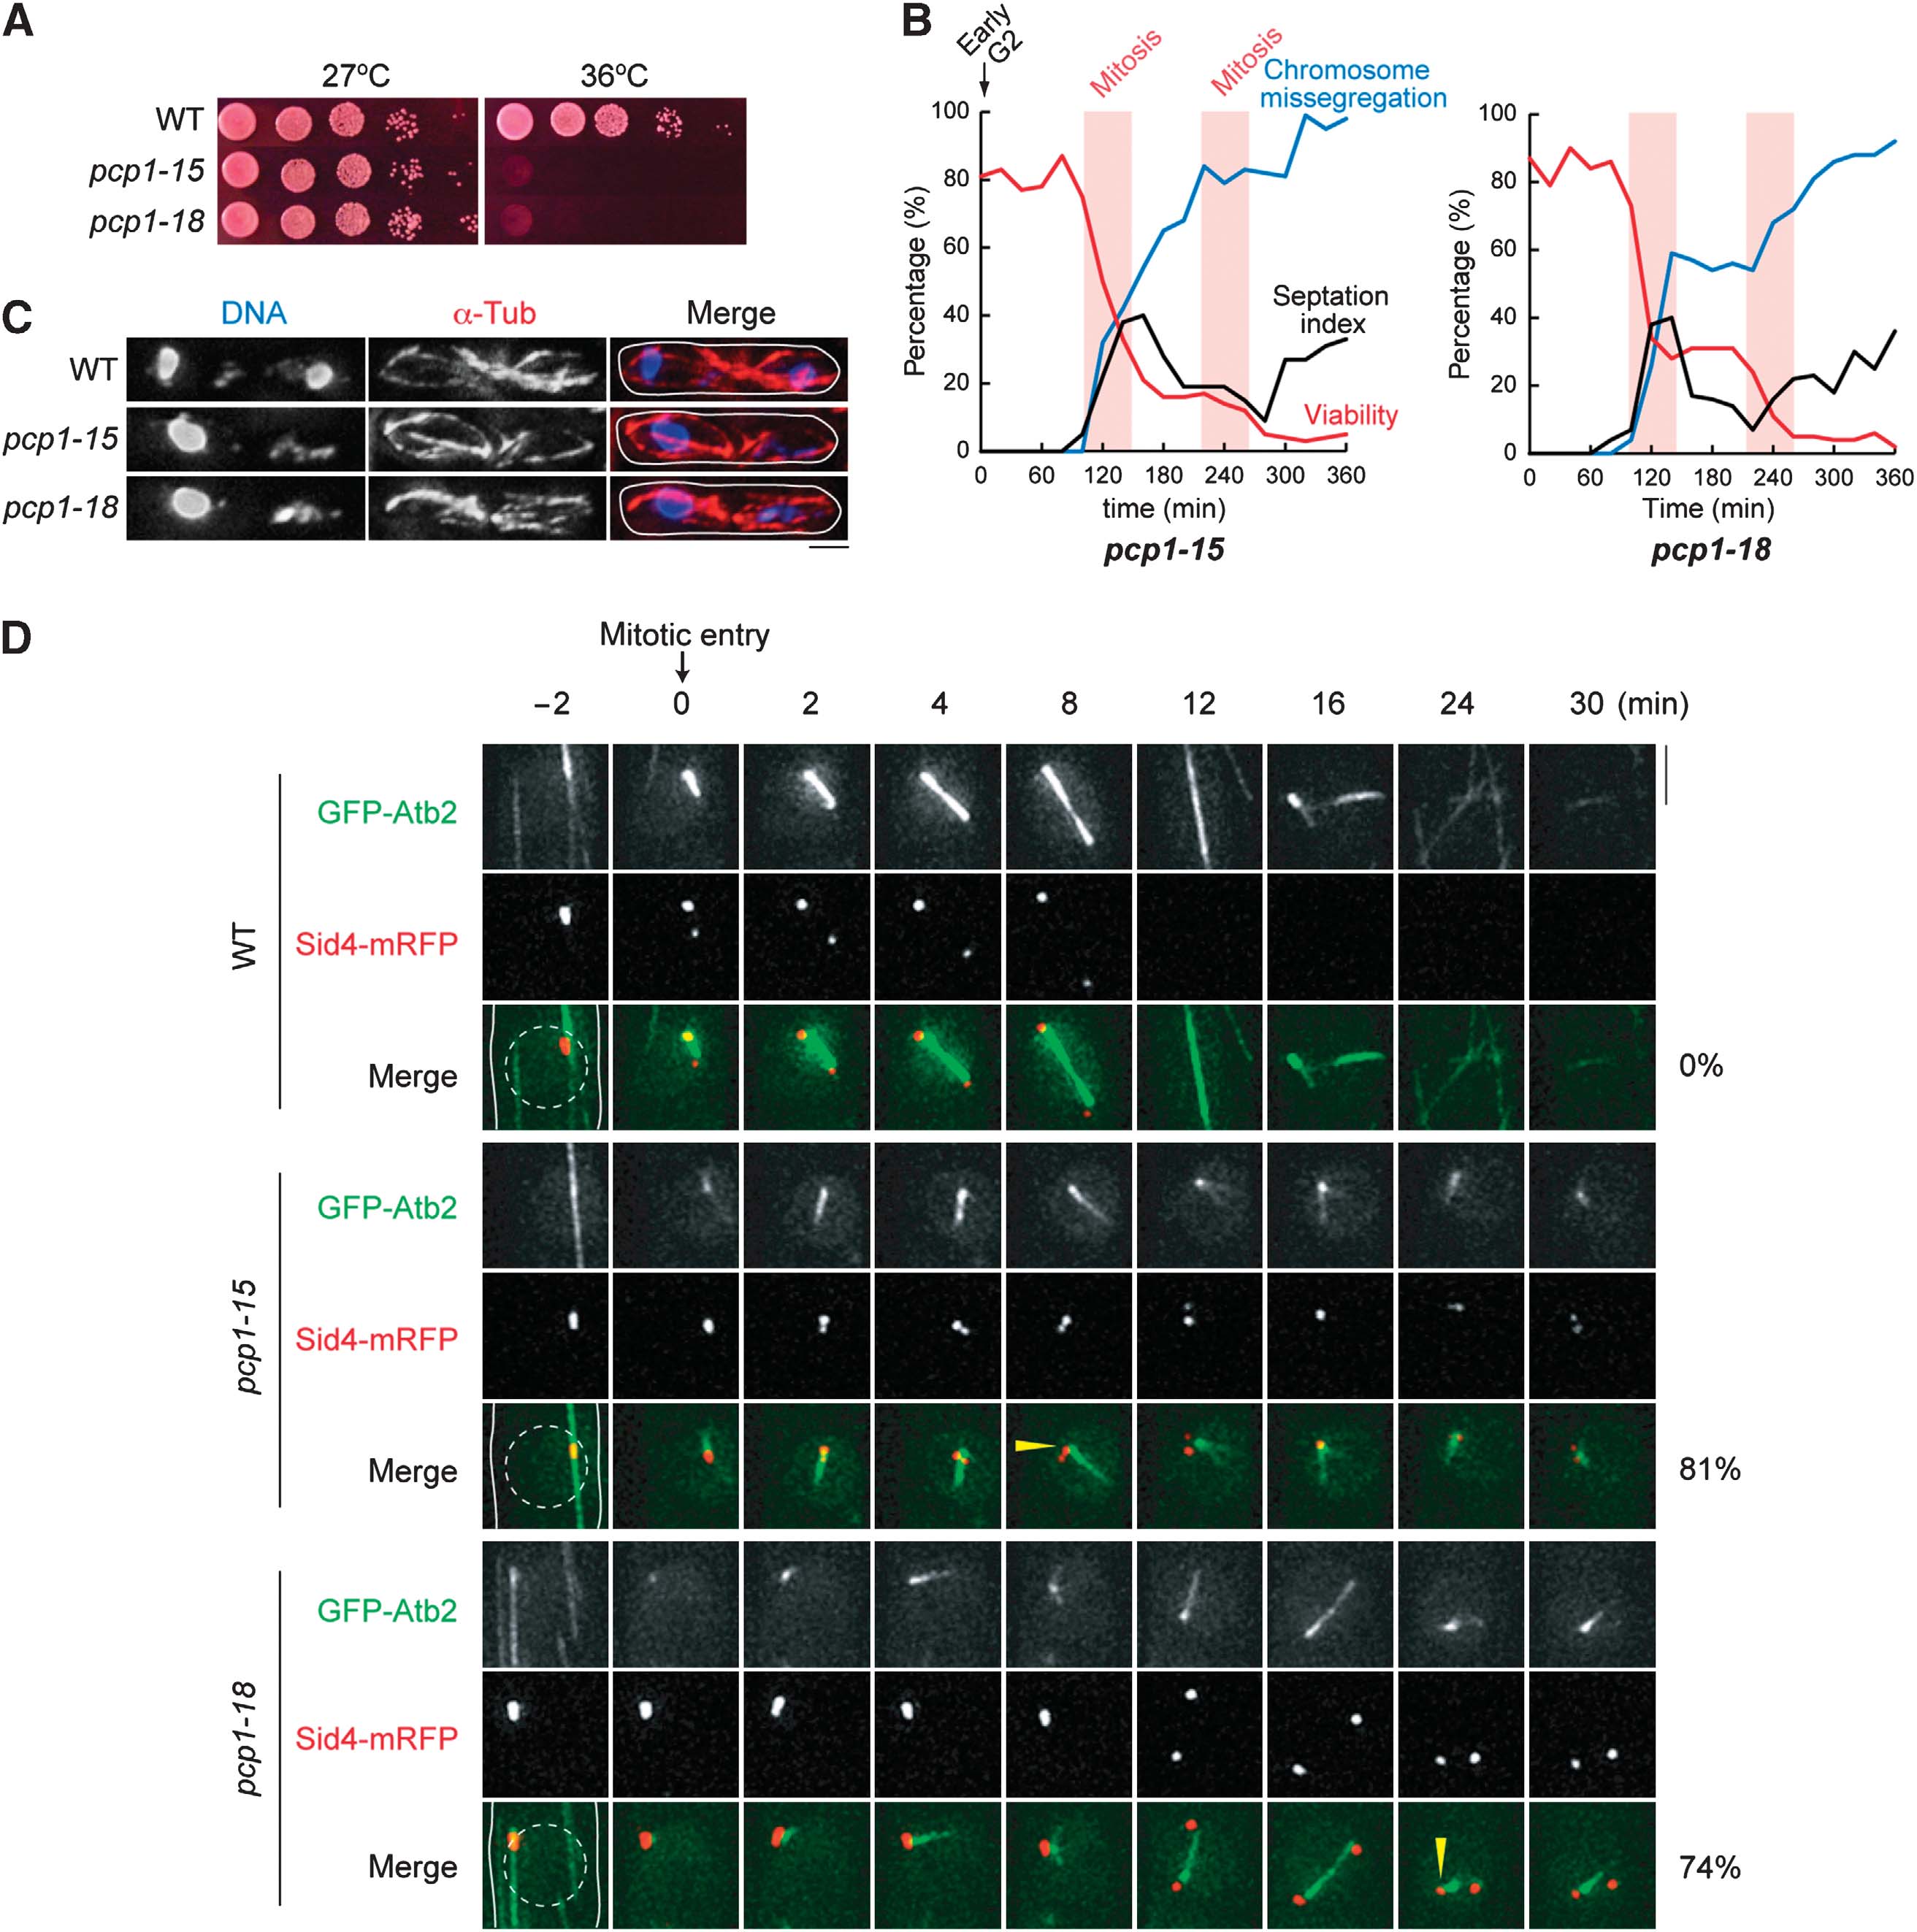 A
27ºC 36ºC
WT
pcp1-15
pcp1-18
B
Early
G2
Mitosis
Mitosis
Chromosome
missegregation
Percentage (%)
100
80
60
40
20
0
0 60 120 180 240 300 360
time (min)
pcp1-15
Septation
index
Viability
Percentage (%)
100
80
60
40
20
0
0 60 120 180 240 300 360
Time (min)
pcp1-18
C
DNA α-Tub Merge
WT
pcp1-15
pcp1-18
D
Mitotic entry
−2 0 2 4 8 12 16 24 30 (min)
WT
GFP-Atb2
Sid4-mRFP
Merge
0%
pcp1-15
GFP-Atb2
Sid4-mRFP
Merge
81%
pcp1-18
GFP-Atb2
Sid4-mRFP
Merge
74%